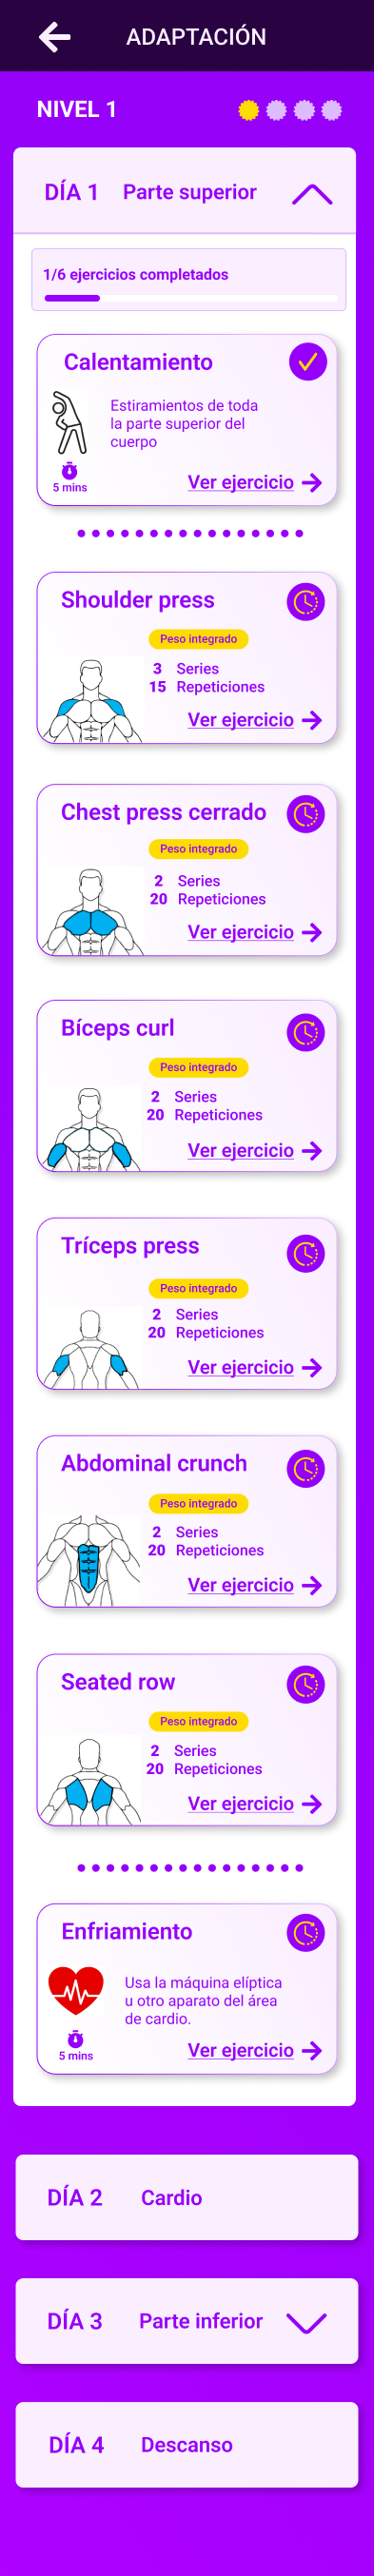 ADAPTACIÓN
NIVEL 1
DÍA 1 Parte superior
1/6 ejercicios completados
Calentamiento
Estiramientos de toda
la parte superior del
cuerpo
5 mins
Ver ejercicio
Shoulder press
Peso integrado
3 Series
15 Repeticiones
Ver ejercicio
Chest press cerrado
Peso integrado
2 Series
20 Repeticiones
Ver ejercicio
Bíceps curl
Peso integrado
2 Series
20 Repeticiones
Ver ejercicio
Tríceps press
Peso integrado
2 Series
20 Repeticiones
Ver ejercicio
Abdominal crunch
Peso integrado
2 Series
20 Repeticiones
Ver ejercicio
Seated row
Peso integrado
2 Series
20 Repeticiones
Ver ejercicio
Enfriamiento
Usa la máquina elíptica
u otro aparato del área
de cardio.
5 mins
Ver ejercicio
DÍA 2 Cardio
DÍA 3 Parte inferior
DÍA 4 Descanso